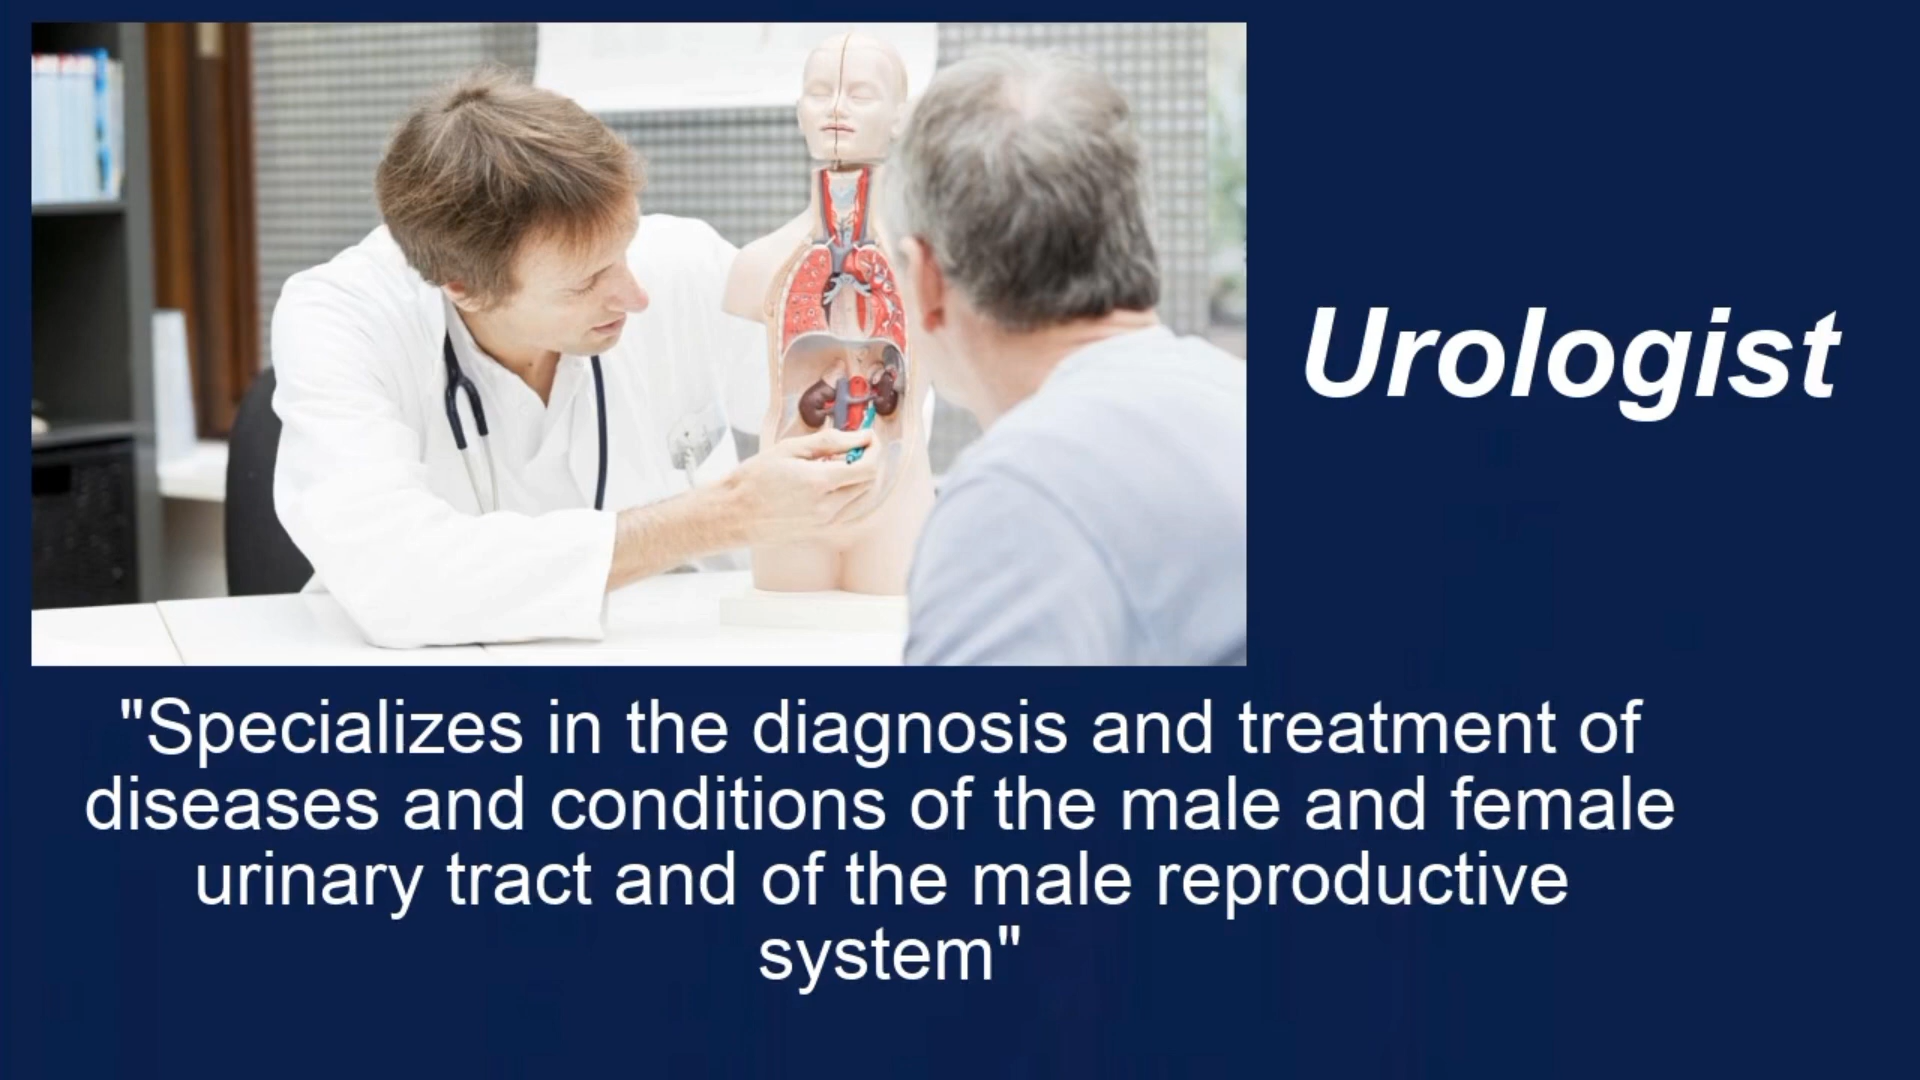 Urologist
"Specializes in the diagnosis and treatment of
diseases and conditions of the male and female
urinary tract and of the male reproductive
system"